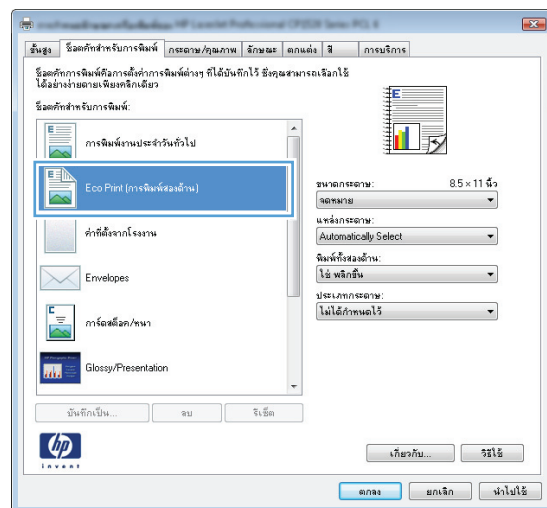 HP LaserJet Professional CP1520 Series PCL 6
ขั้นสูง ช็อตคัทสำหรับการพิมพ์ กระดาษ/คุณภาพ ลักษณะ ตกแต่ง สี การบริการ
ช็อตคัทการพิมพ์คือการตั้งค่าการพิมพ์ต่างๆ ที่ได้บันทึกไว้ ซึ่งคุณสามารถเลือกใช้
ได้อย่างง่ายดายเพียงคลิกเดียว
ช็อตคัทสำหรับการพิมพ์:
การพิมพ์งานประจำวันทั่วไป
Eco Print (การพิมพ์สองด้าน)
ค่าที่ตั้งจากโรงงาน
Envelopes
การ์ดสต็อค/หนา
Glossy/Presentation
ขนาดกระดาษ: 8.5 × 11 นิ้ว
จดหมาย
แหล่งกระดาษ:
Automatically Select
พิมพ์ทั้งสองด้าน:
ใช่ พลิกขึ้น
ประเภทกระดาษ:
ไม่ได้กำหนดไว้
บันทึกเป็น... ลบ รีเซ็ต
hp
invent
เกี่ยวกับ... วิธีใช้
ตกลง ยกเลิก นำไปใช้